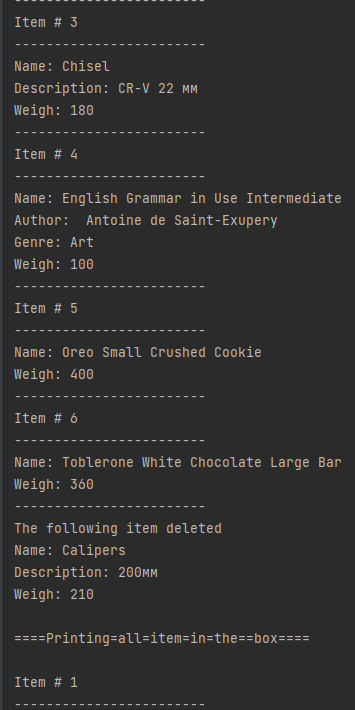 ------------------------
Item # 3
------------------------
Name: Chisel
Description: CR-V 22 мм
Weigh: 180
------------------------
Item # 4
------------------------
Name: English Grammar in Use Intermediate
Author:  Antoine de Saint-Exupery
Genre: Art
Weigh: 100
------------------------
Item # 5
------------------------
Name: Oreo Small Crushed Cookie
Weigh: 400
------------------------
Item # 6
------------------------
Name: Toblerone White Chocolate Large Bar
Weigh: 360
------------------------
The following item deleted
Name: Calipers
Description: 200мм
Weigh: 210
====Printing=all=item=in=the==box====
Item # 1
------------------------